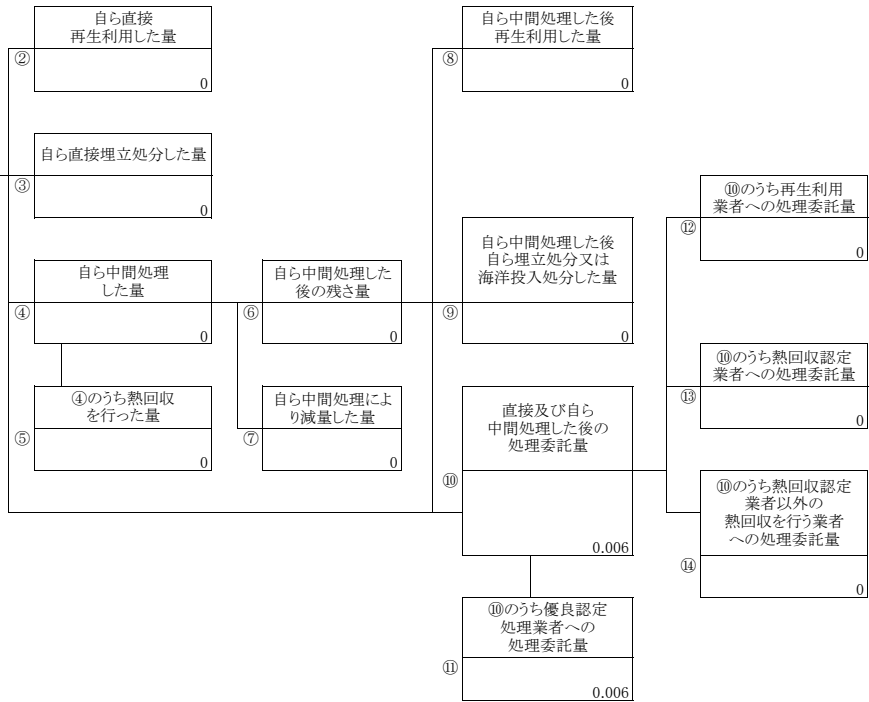 自ら直接
再生利用した量
②
0
自ら直接埋立処分した量
③
0
自ら中間処理
した量
④
0
④のうち熱回収
を行った量
⑤
0
自ら中間処理した
後の残さ量
⑥
0
自ら中間処理によ
り減量した量
⑦
0
自ら中間処理した後
再生利用した量
⑧
0
自ら中間処理した後
自ら埋立処分又は
海洋投入処分した量
⑨
0
直接及び自ら
中間処理した後の
処理委託量
⑩
0.006
⑩のうち優良認定
処理業者への
処理委託量
⑪
0.006
⑩のうち再生利用
業者への処理委託量
⑫
0
⑩のうち熱回収認定
業者への処理委託量
⑬
0
⑩のうち熱回収認定
業者以外の
熱回収を行う業者
への処理委託量
⑭
0